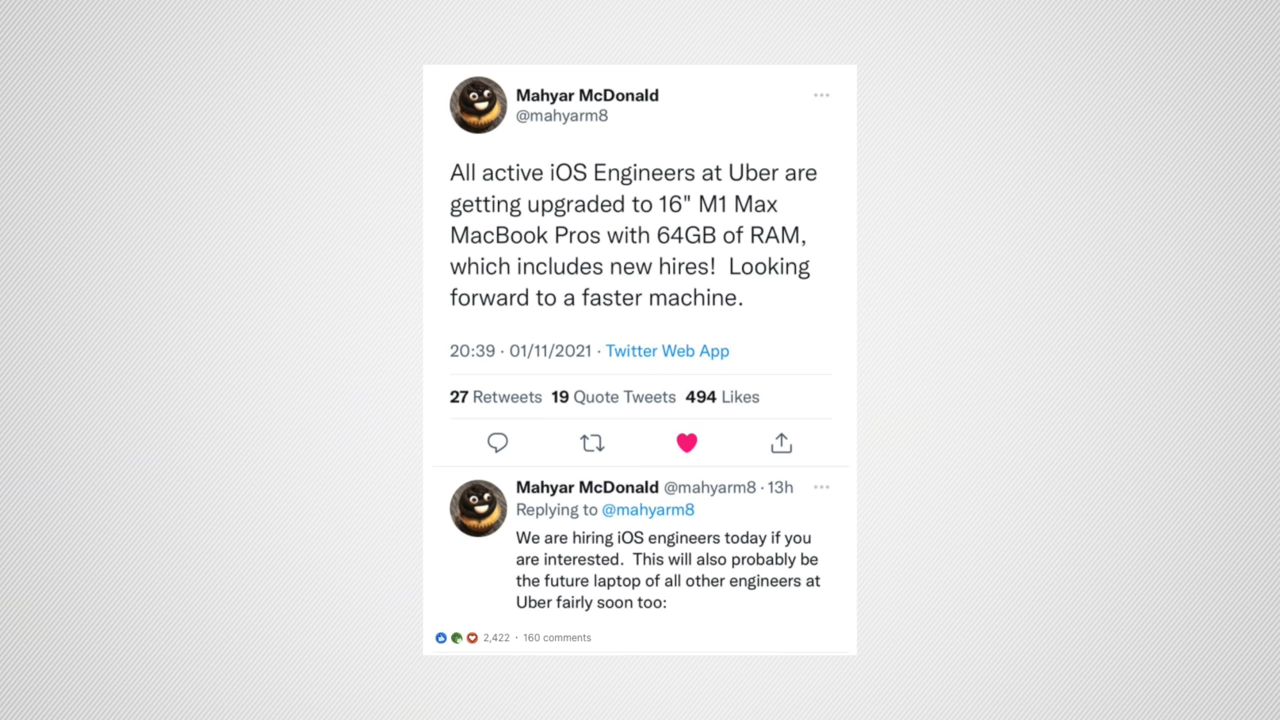 Mahyar McDonald
@mahyarm8
All active iOS Engineers at Uber are
getting upgraded to 16" M1 Max
MacBook Pros with 64GB of RAM,
which includes new hires!  Looking
forward to a faster machine.
20:39 · 01/11/2021 · Twitter Web App
27 Retweets  19 Quote Tweets  494 Likes
Mahyar McDonald @mahyarm8 · 13h
Replying to @mahyarm8
We are hiring iOS engineers today if you
are interested.  This will also probably be
the future laptop of all other engineers at
Uber fairly soon too:
2,422 · 160 comments